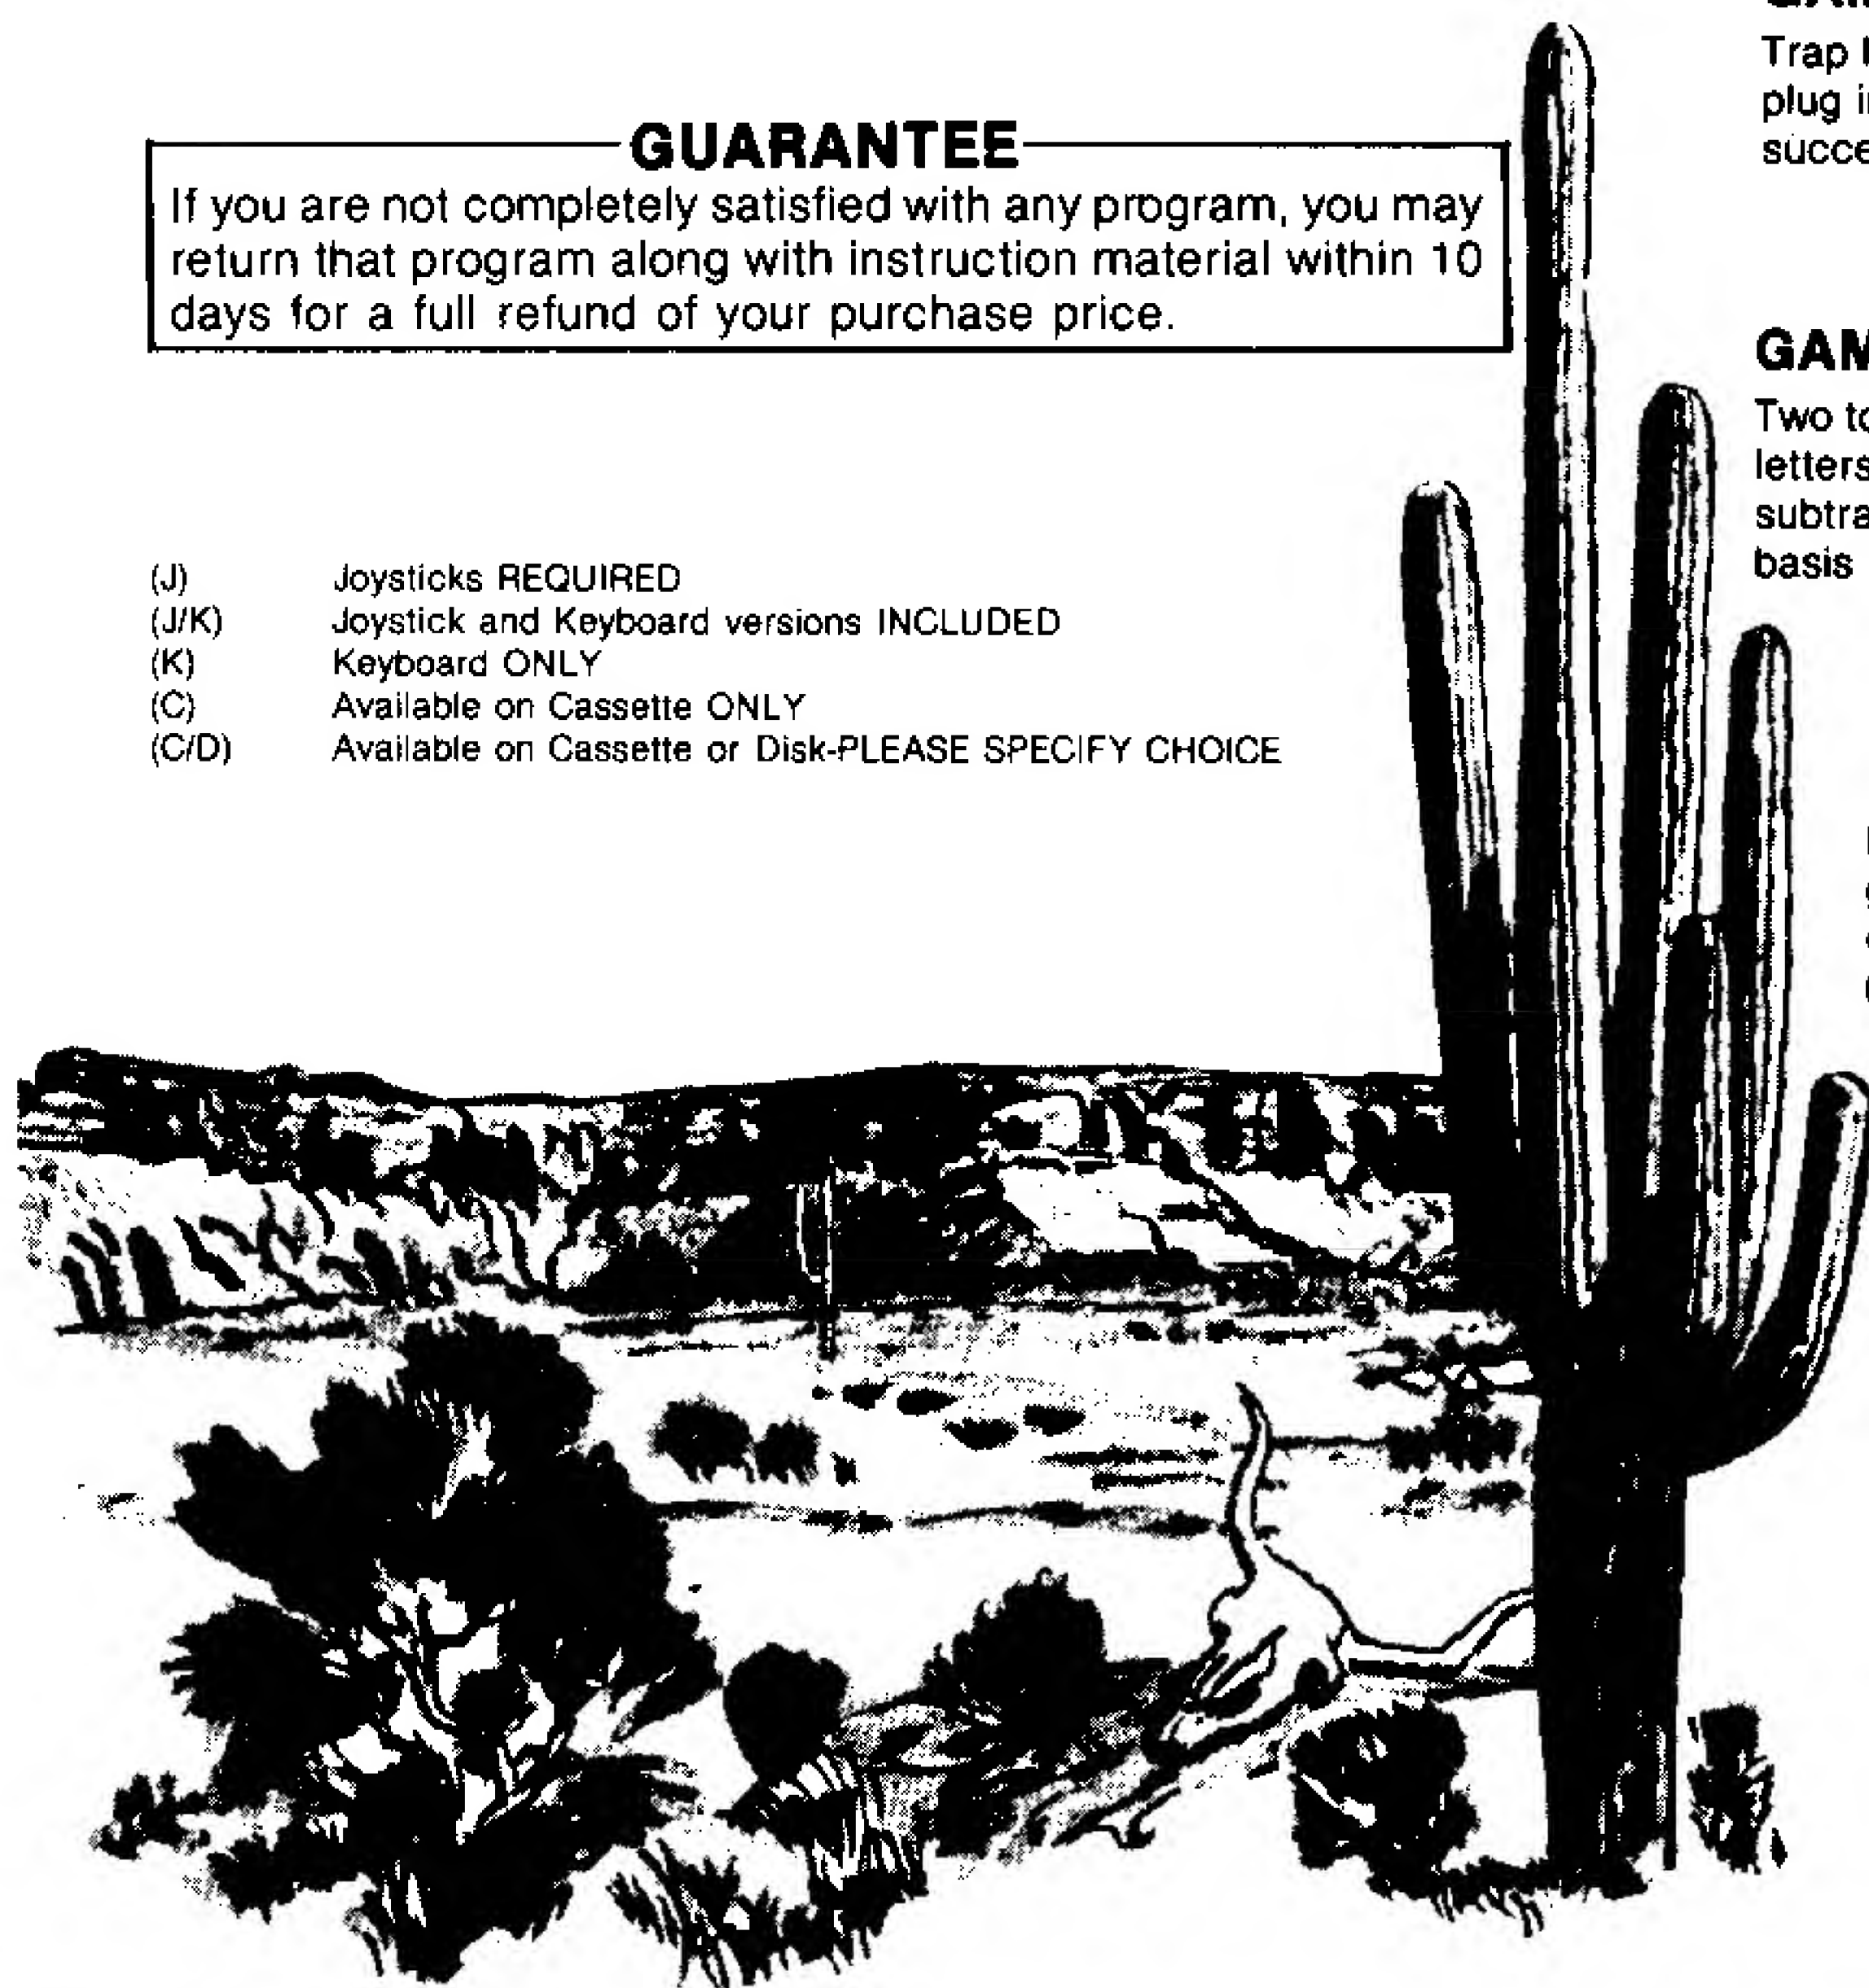 GUARANTEE
If you are not completely satisfied with any program, you may
return that program along with instruction material within 10
days for a full refund of your purchase price.
(J) Joysticks REQUIRED
(J/K) Joystick and Keyboard versions INCLUDED
(K) Keyboard ONLY
(C) Available on Cassette ONLY
(C/D) Available on Cassette or Disk-PLEASE SPECIFY CHOICE
Trap
plug
GAM
Two
letters
subtra
basis